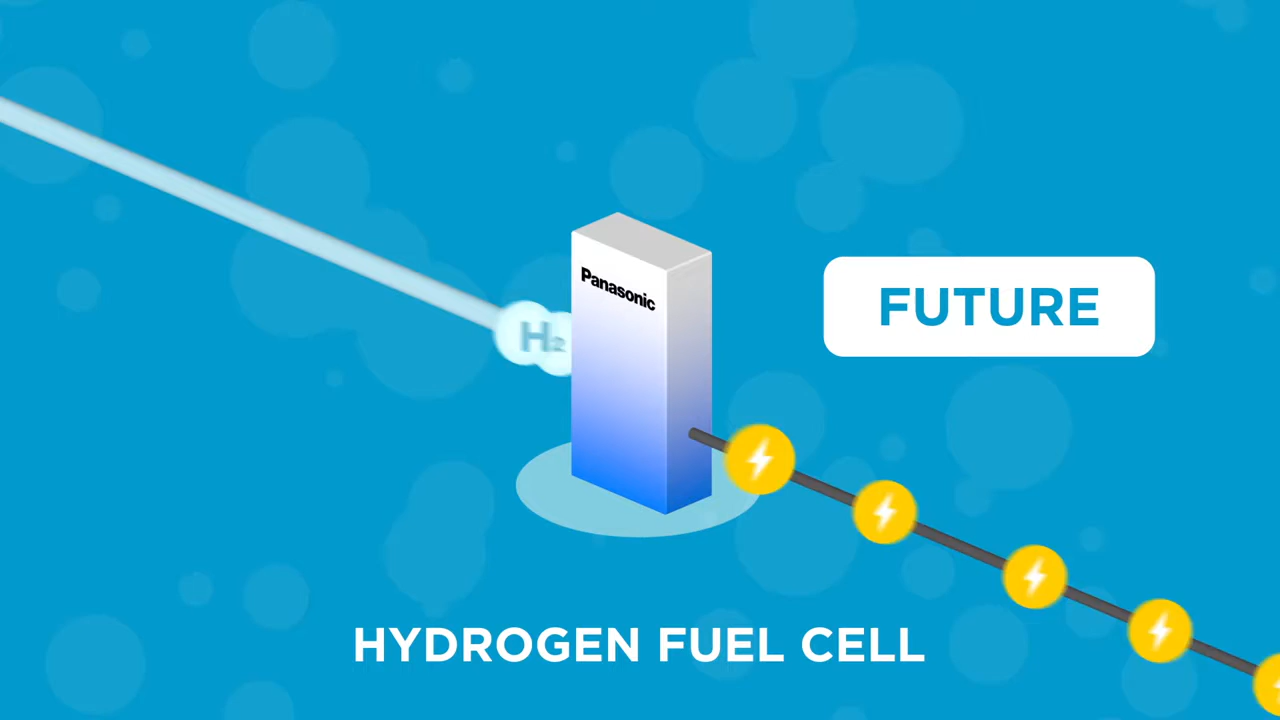 Panasonic
H₂
FUTURE
HYDROGEN FUEL CELL